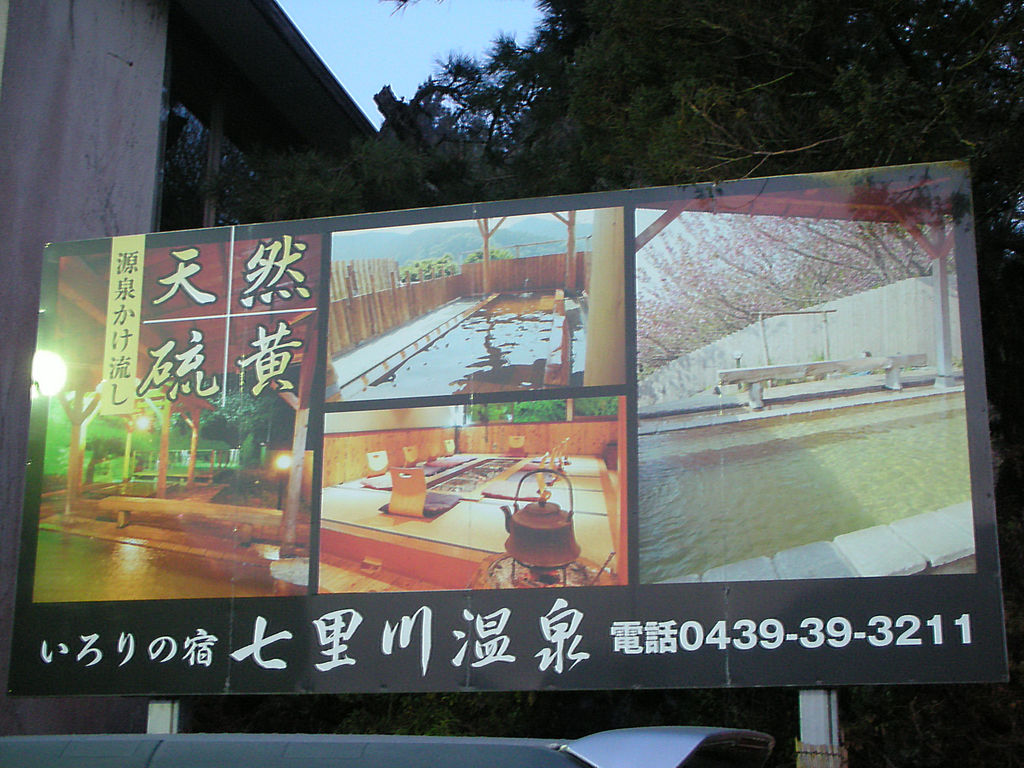 源泉かけ流し
天然
硫黄
いろりの宿 七里川温泉 電話0439-39-3211